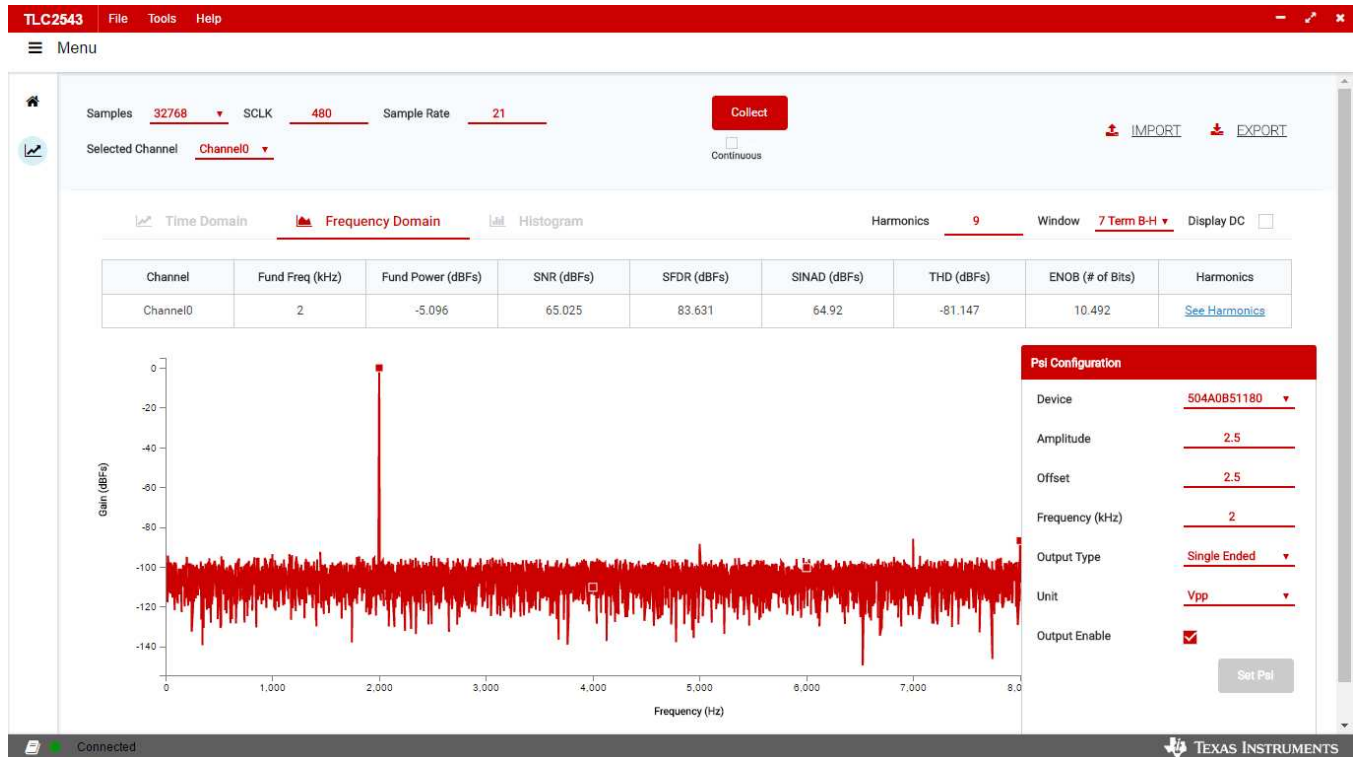 TLC2543 File Tools Help
Menu
Samples 32768 SCLK 480 Sample Rate 21 Collect
IMPORT EXPORT
Selected Channel Channel0 Continuous
Time Domain Frequency Domain Histogram Harmonics 9 Window 7 Term B-H Display DC
Channel Fund Freq (kHz) Fund Power (dBFs) SNR (dBFs) SFDR (dBFs) SINAD (dBFs) THD (dBFs) ENOB (# of Bits) Harmonics
Channel0 2 -5.096 65.025 83.631 64.92 -81.147 10.492 See Harmonics
Gain (dBFs)
0
-20
-40
-60
-80
-100
-120
-140
0 1,000 2,000 3,000 4,000 5,000 6,000 7,000 8,0
Frequency (Hz)
Psi Configuration
Device 504A0B51180
Amplitude 2.5
Offset 2.5
Frequency (kHz) 2
Output Type Single Ended
Unit Vpp
Output Enable
Set Psi
Connected
TEXAS INSTRUMENTS